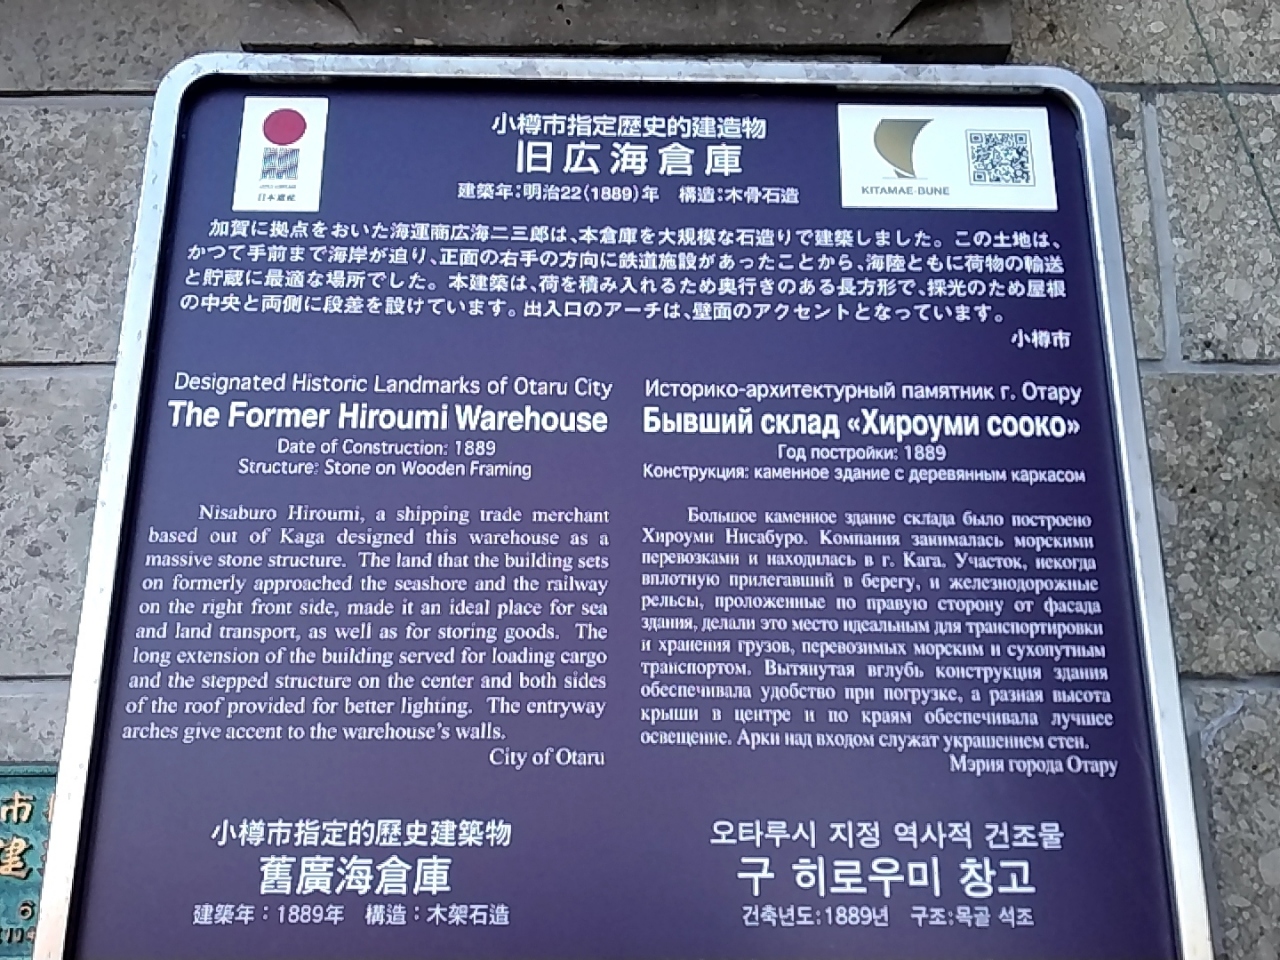 小樽市指定歴史的建造物
旧広海倉庫
建築年:明治22(1889)年 構造:木骨石造
日本遺産
KITAMAE-BUNE
加賀に拠点をおいた海運商広海二三郎は、本倉庫を大規模な石造りで建築しました。この土地は、
かつて手前まで海岸が迫り、正面の右手の方向に鉄道施設があったことから、海陸ともに荷物の輸送
と貯蔵に最適な場所でした。本建築は、荷を積み入れるため奥行きのある長方形で、採光のため屋根
の中央と両側に段差を設けています。出入口のアーチは、壁面のアクセントとなっています。
小樽市
Designated Historic Landmarks of Otaru City
The Former Hiroumi Warehouse
Date of Construction: 1889
Structure: Stone on Wooden Framing
Nisaburo Hiroumi, a shipping trade merchant
based out of Kaga designed this warehouse as a
massive stone structure. The land that the building sets
on formerly approached the seashore and the railway
on the right front side, made it an ideal place for sea
and land transport, as well as for storing goods. The
long extension of the building served for loading cargo
and the stepped structure on the center and both sides
of the roof provided for better lighting. The entryway
arches give accent to the warehouse's walls.
City of Otaru
Историко-архитектурный памятник г. Отару
Бывший склад «Хироуми сооко»
Год постройки: 1889
Конструкция: каменное здание с деревянным каркасом
Большое каменное здание склада было построено
Хироуми Нисабуро. Компания занималась морскими
перевозками и находилась в г. Кага. Участок, некогда
вплотную прилегавший в берегу, и железнодорожные
рельсы, проложенные по правую сторону от фасада
здания, делали это место идеальным для транспортировки
и хранения грузов, перевозимых морским и сухопутным
транспортом. Вытянутая вглубь конструкция здания
обеспечивала удобство при погрузке, а разная высота
крыши в центре и по краям обеспечивала лучшее
освещение. Арки над входом служат украшением стен.
Мэрия города Отару
小樽市指定的歷史建築物
舊廣海倉庫
建築年:1889年 構造:木架石造
오타루시 지정 역사적 건조물
구 히로우미 창고
건축년도:1889년 구조:목골 석조
市
建